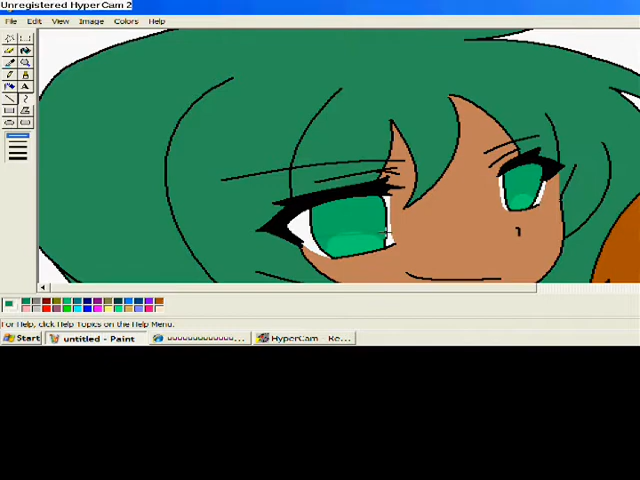 Unregistered HyperCam 2
File Edit View Image Colors Help
A
For Help, click Help Topics on the Help Menu.
Start untitled - Paint HyperCam - Re...